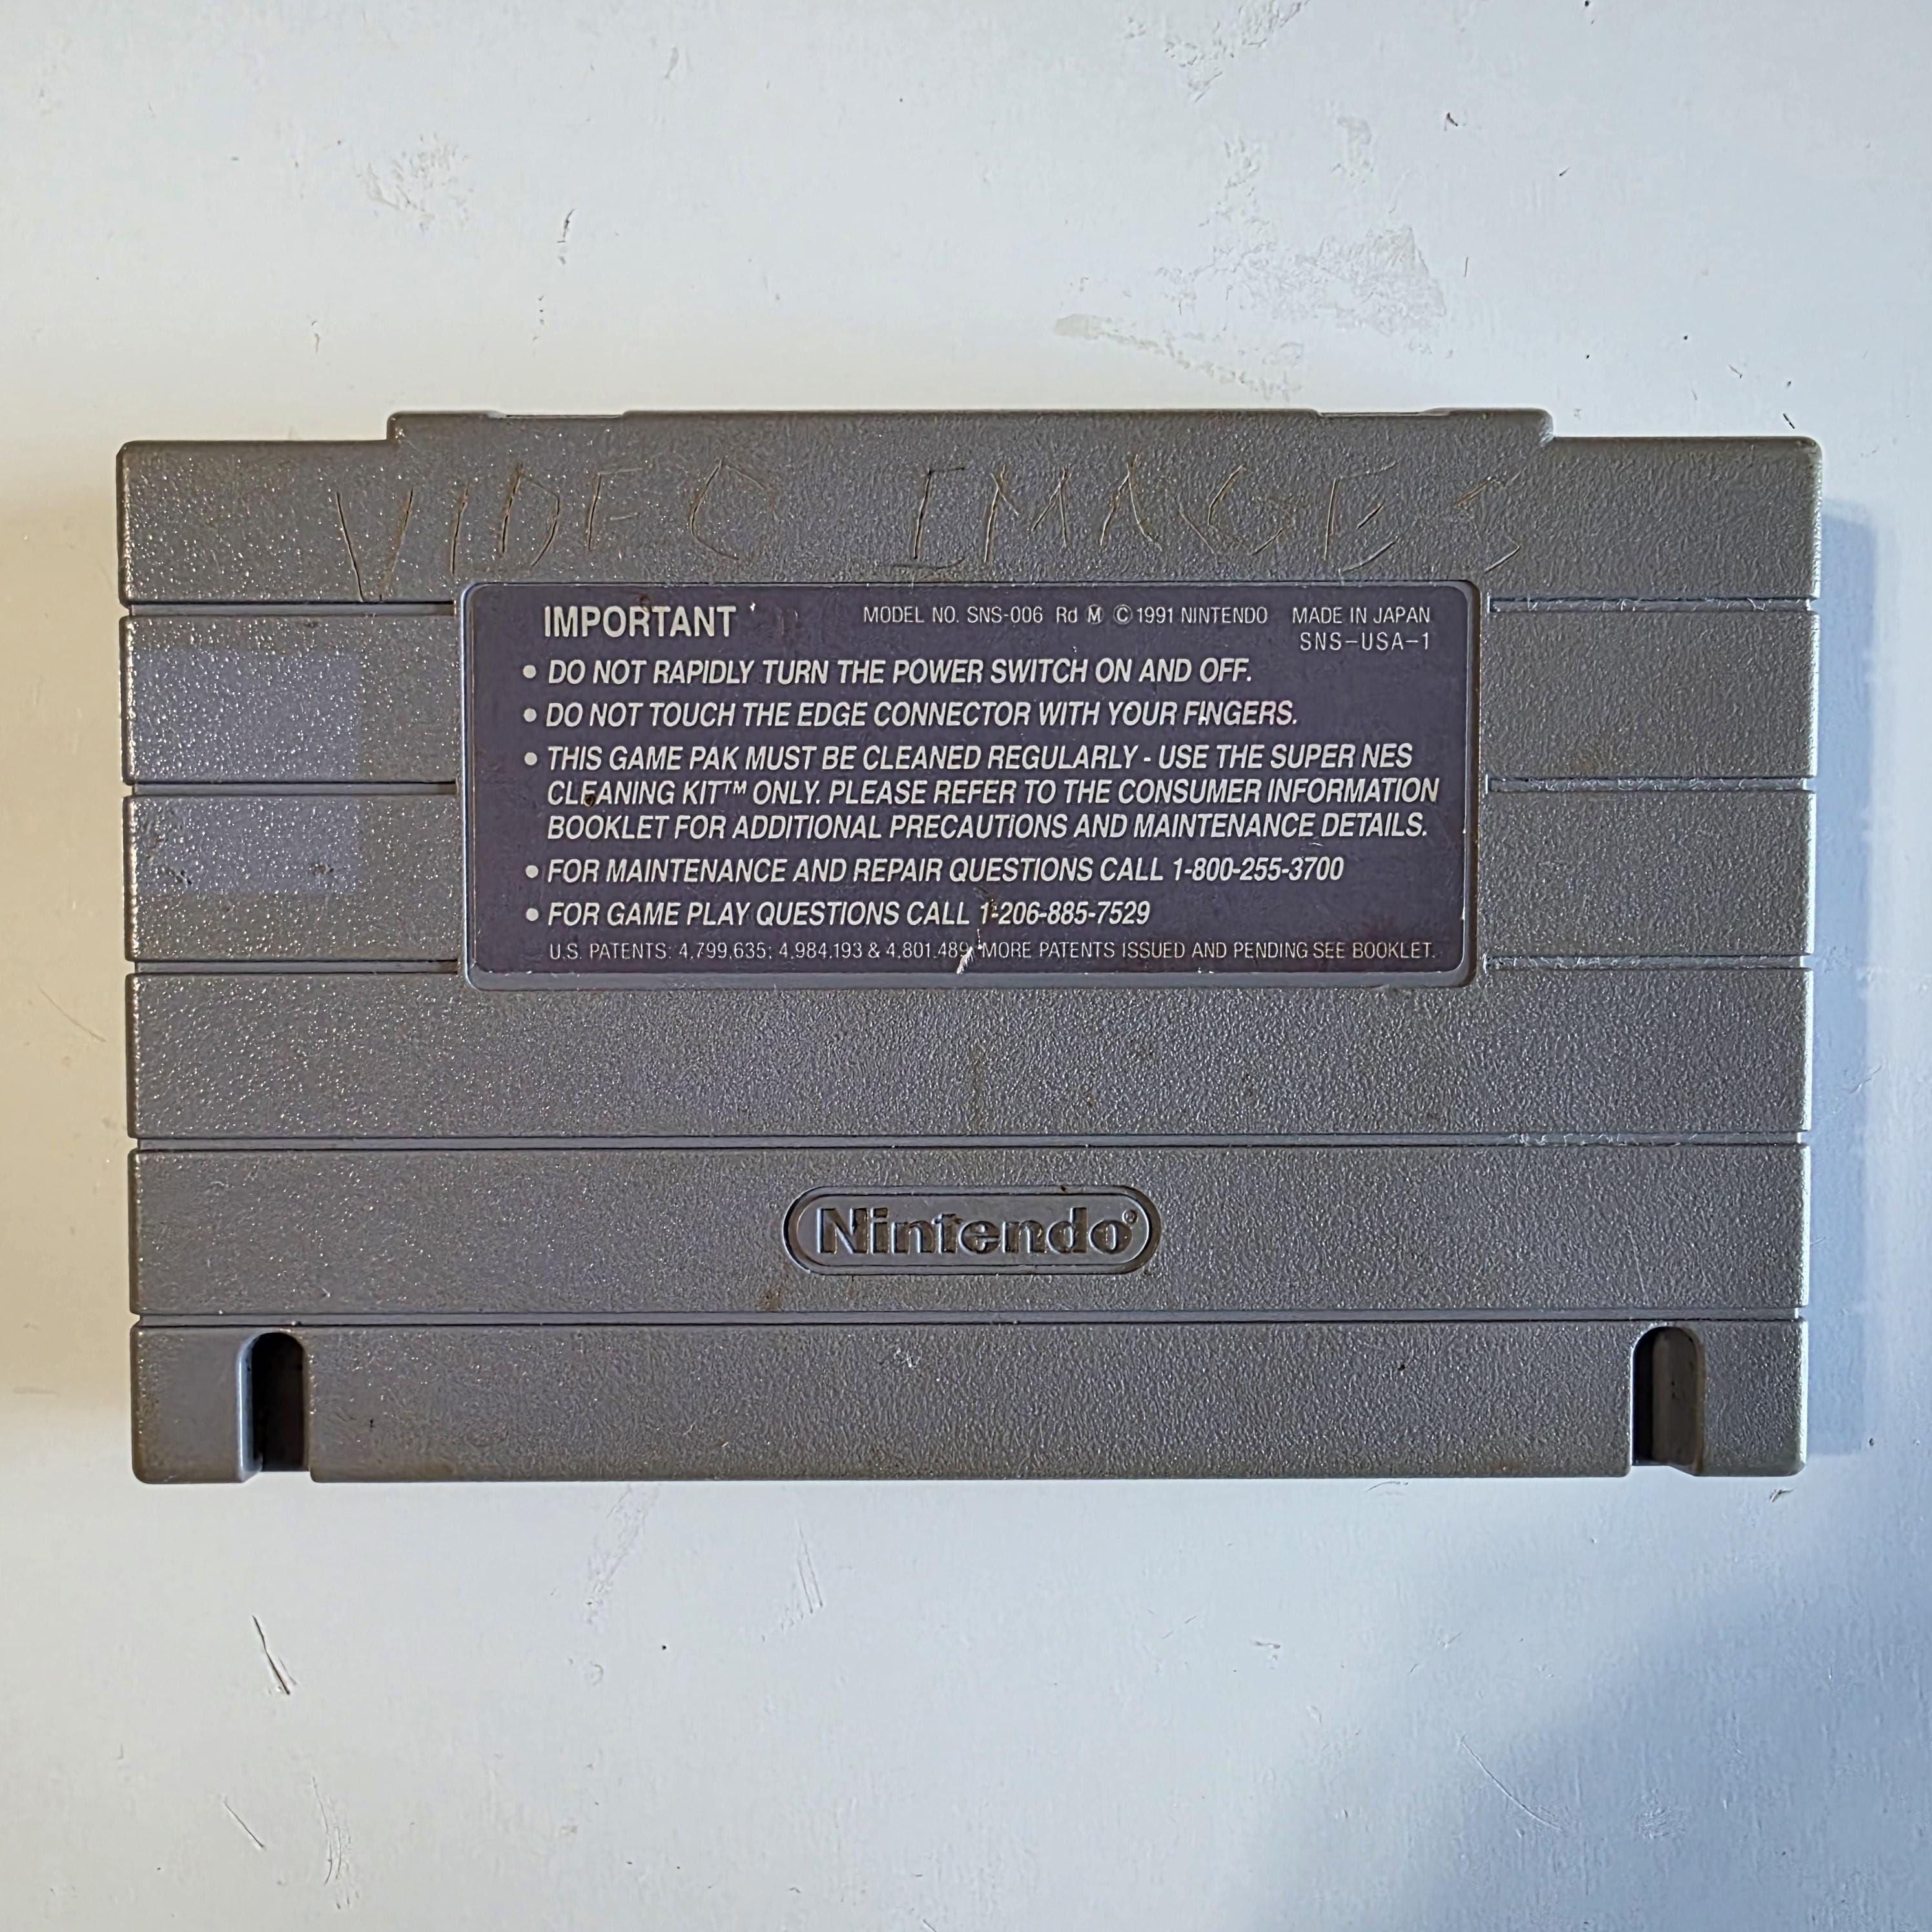 VIDEO IMAGES
IMPORTANT MODEL NO. SNS-006 Rd Ⓜ ©1991 NINTENDO MADE IN JAPAN
SNS-USA-1
• DO NOT RAPIDLY TURN THE POWER SWITCH ON AND OFF.
• DO NOT TOUCH THE EDGE CONNECTOR WITH YOUR FINGERS.
• THIS GAME PAK MUST BE CLEANED REGULARLY - USE THE SUPER NES
CLEANING KIT™ ONLY. PLEASE REFER TO THE CONSUMER INFORMATION
BOOKLET FOR ADDITIONAL PRECAUTIONS AND MAINTENANCE DETAILS.
• FOR MAINTENANCE AND REPAIR QUESTIONS CALL 1-800-255-3700
• FOR GAME PLAY QUESTIONS CALL 1-206-885-7529
U.S. PATENTS: 4,799,635; 4,984,193 & 4,801,489, MORE PATENTS ISSUED AND PENDING SEE BOOKLET.
Nintendo®